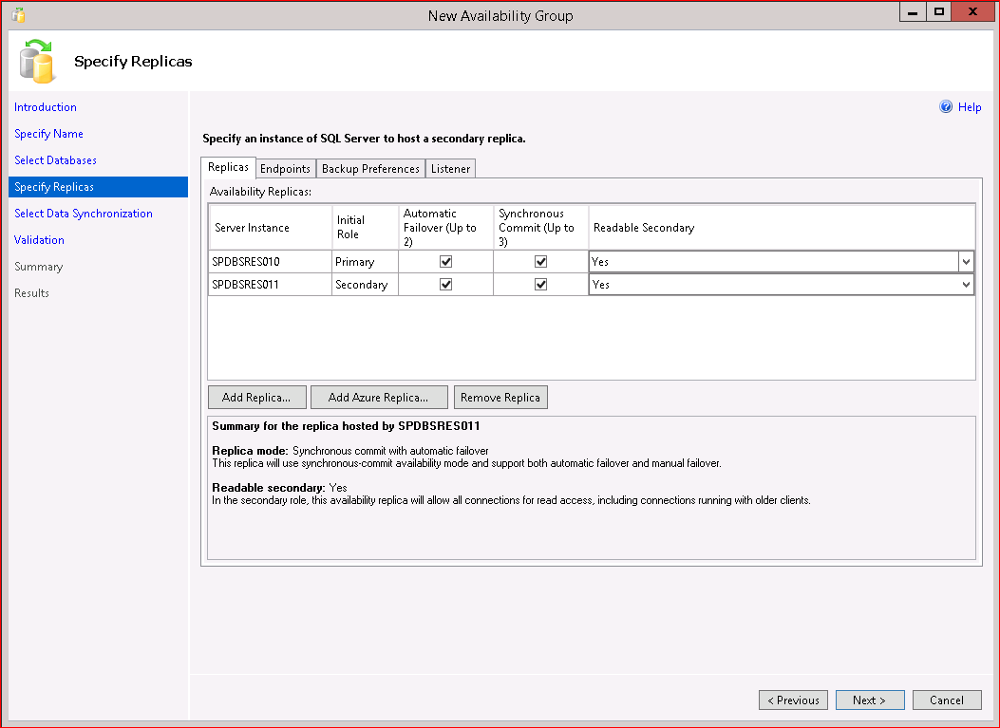 New Availability Group
Specify Replicas
Introduction
Specify Name
Select Databases
Specify Replicas
Select Data Synchronization
Validation
Summary
Results
Help
Specify an instance of SQL Server to host a secondary replica.
Replicas Endpoints Backup Preferences Listener
Availability Replicas:
Server Instance
Initial
Role
Automatic
Failover (Up to
2)
Synchronous
Commit (Up to
3)
Readable Secondary
SPDBSRES010 Primary Yes
SPDBSRES011 Secondary Yes
Add Replica... Add Azure Replica... Remove Replica
Summary for the replica hosted by SPDBSRES011
Replica mode: Synchronous commit with automatic failover
This replica will use synchronous-commit availability mode and support both automatic failover and manual failover.
Readable secondary: Yes
In the secondary role, this availability replica will allow all connections for read access, including connections running with older clients.
< Previous Next > Cancel